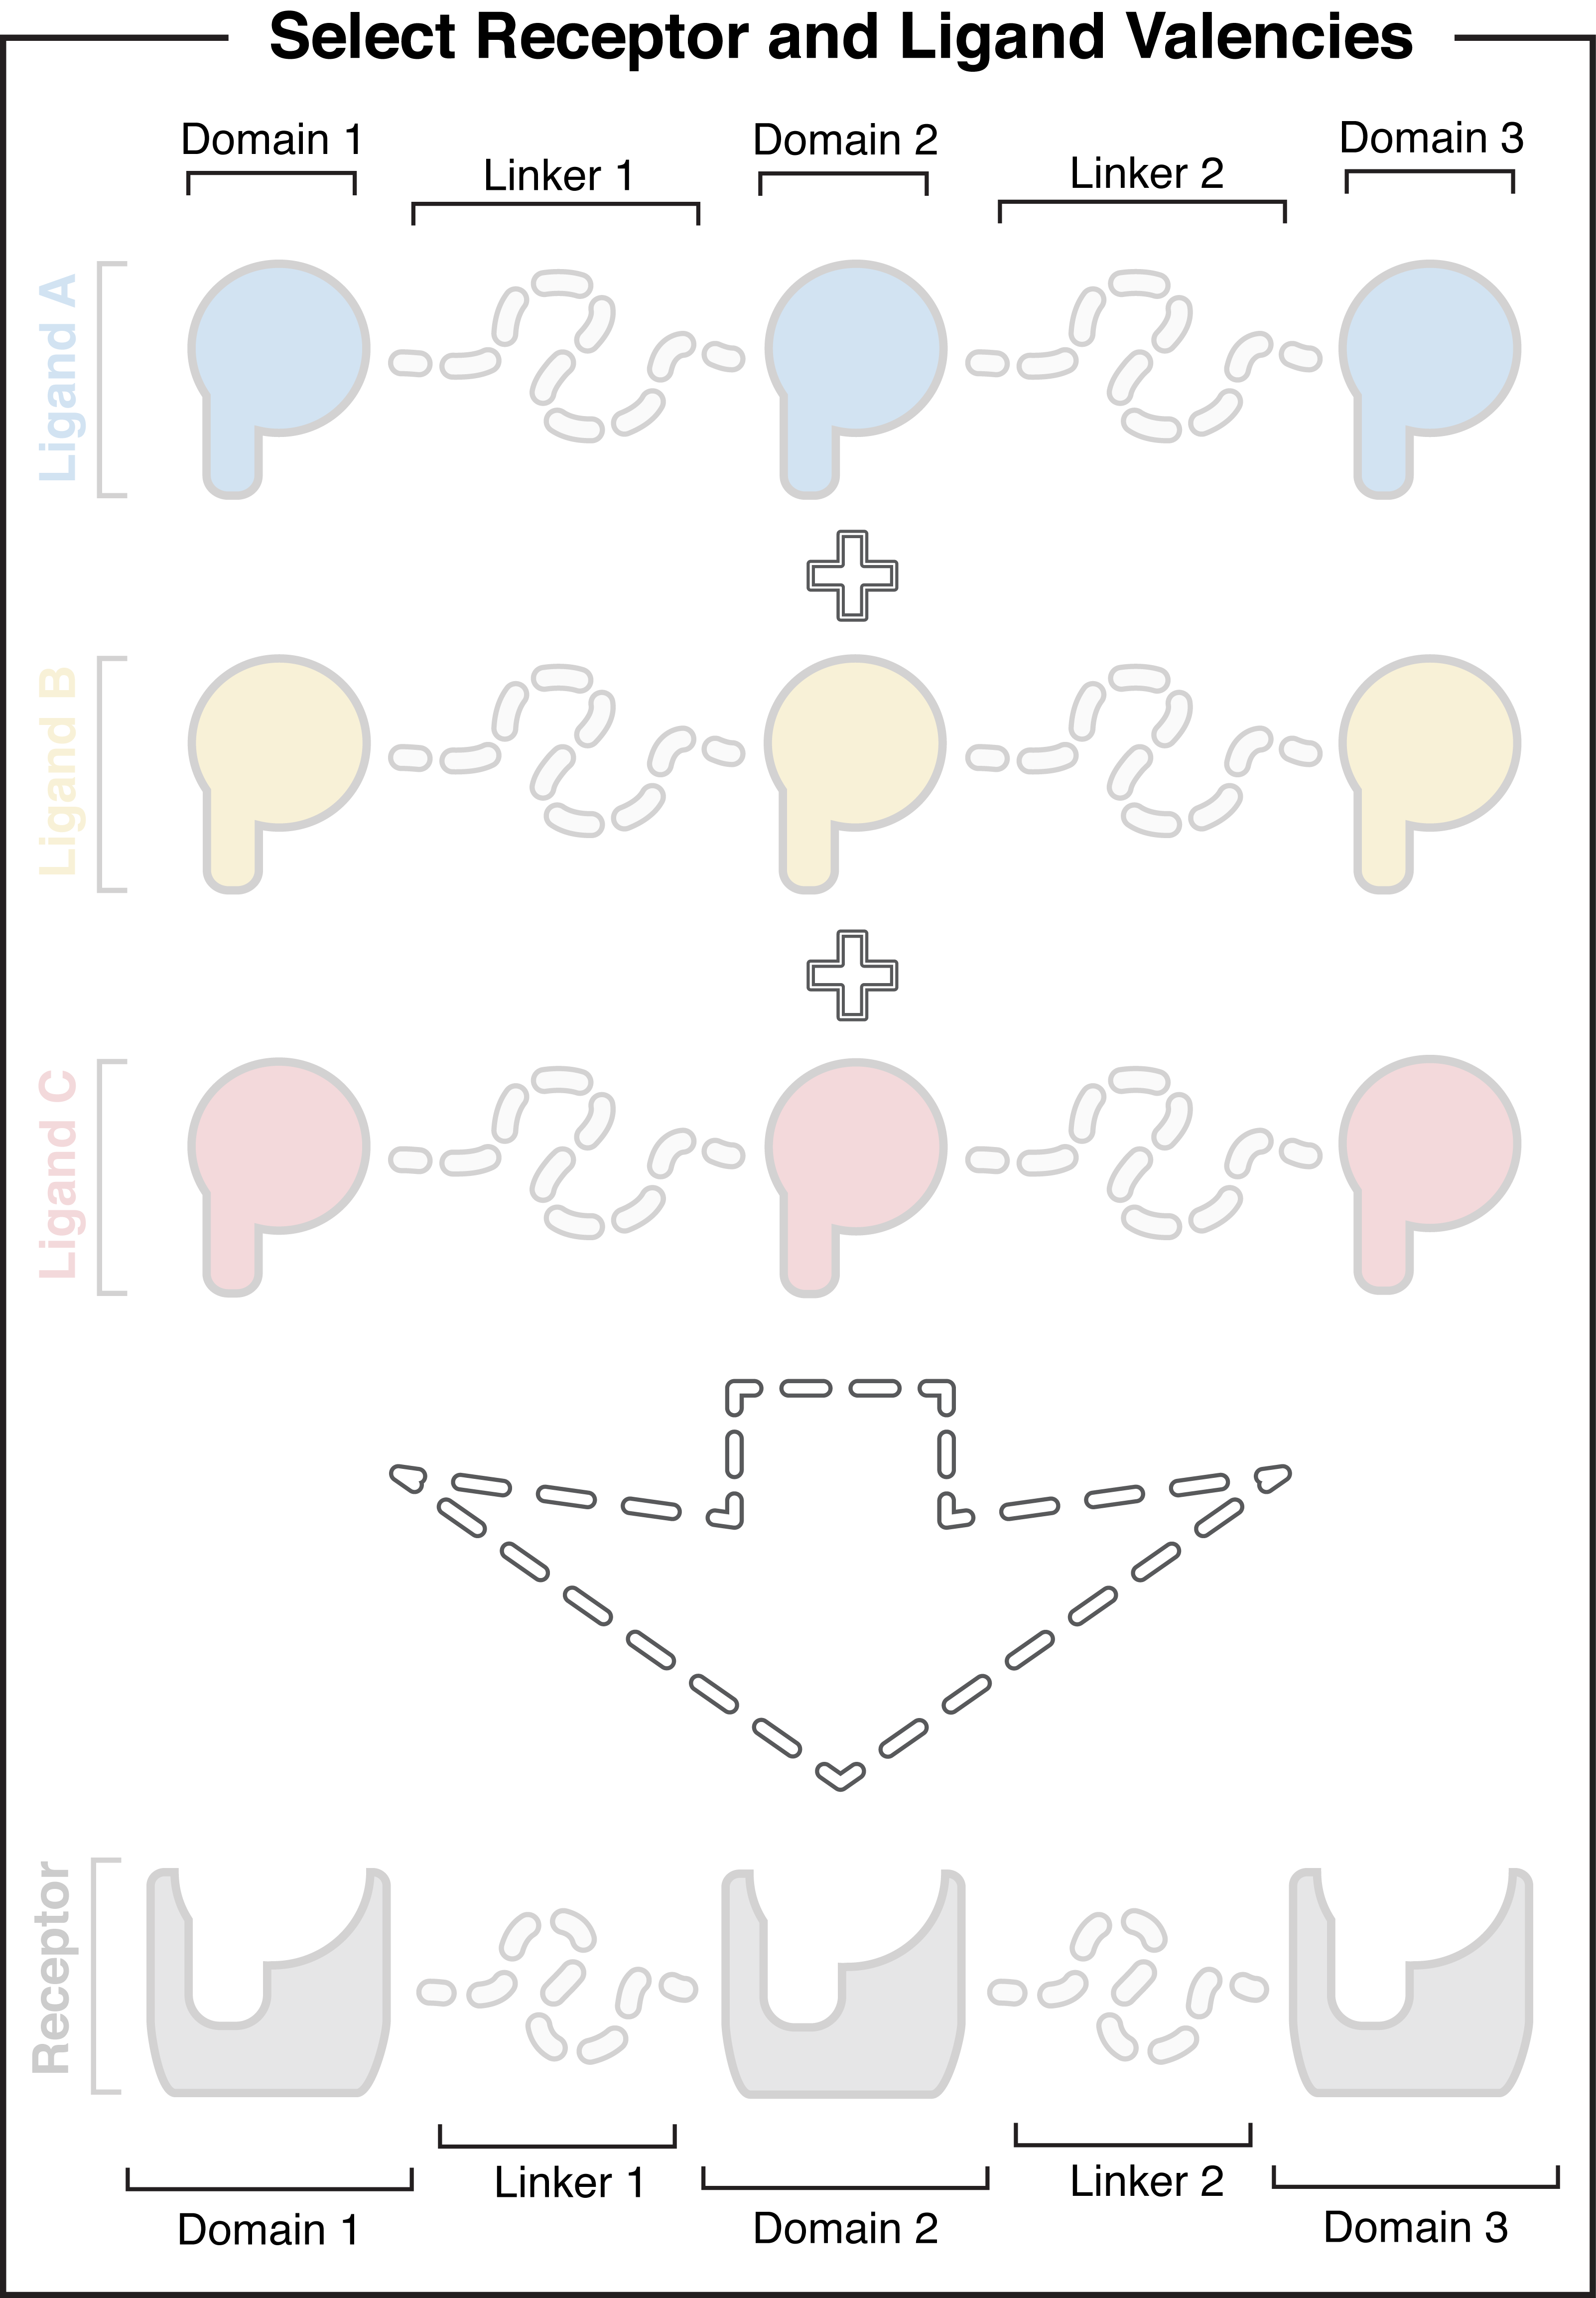 Select Receptor and Ligand Valencies
Domain 1
Linker 1
Domain 2
Linker 2
Domain 3
Ligand A
Ligand B
Ligand C
Receptor
Linker 1
Linker 2
Domain 1
Domain 2
Domain 3